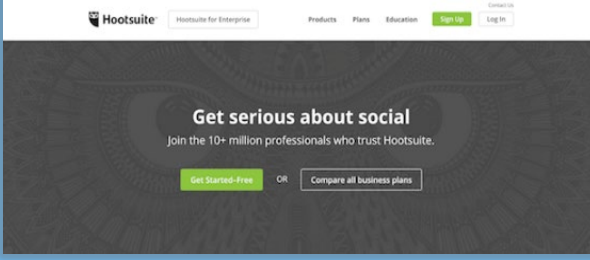 Contact Us
Hootsuite™
Hootsuite for Enterprise
Products Plans Education Sign Up Log In
Get serious about social
Join the 10+ million professionals who trust Hootsuite.
Get Started–Free OR Compare all business plans